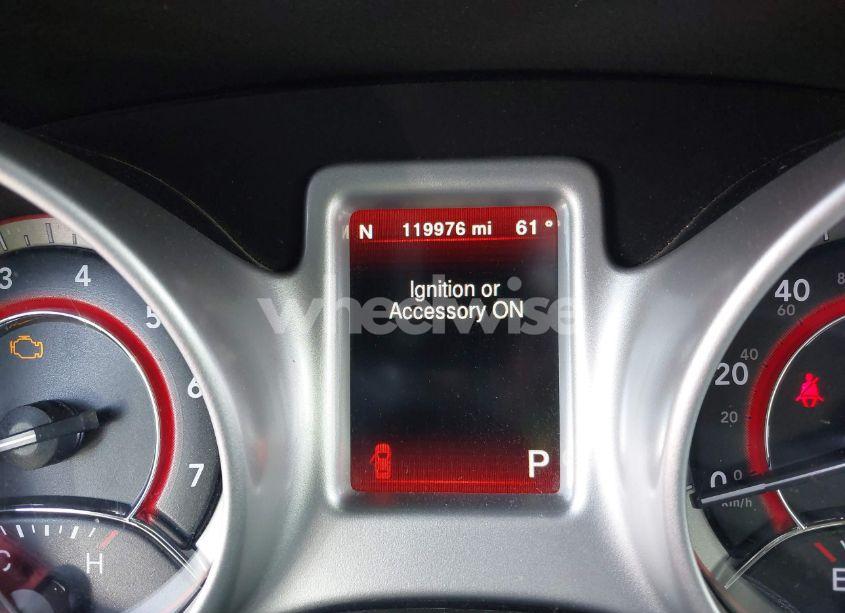 N 119976 mi 61°
Ignition or
Accessory ON
wheelwise
P
3 4 5 6 7
C H
40
60
40
20
20
0 0
km/h
E